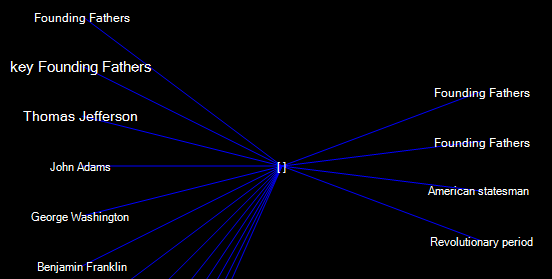 Founding Fathers
key Founding Fathers
Thomas Jefferson
John Adams
George Washington
Benjamin Franklin
[]
Founding Fathers
Founding Fathers
American statesman
Revolutionary period